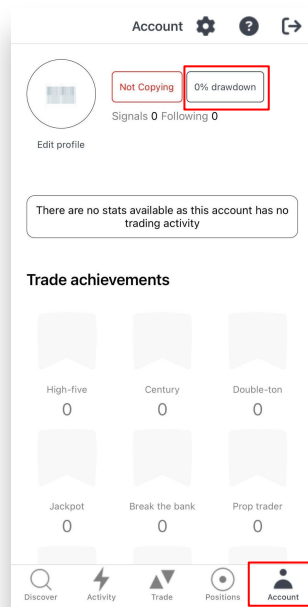 Account
Not Copying
0% drawdown
Signals 0 Following 0
Edit profile
There are no stats available as this account has no
trading activity
Trade achievements
High-five
Century
Double-ton
0
0
0
Jackpot
Break the bank
Prop trader
0
0
0
Discover
Activity
Trade
Positions
Account